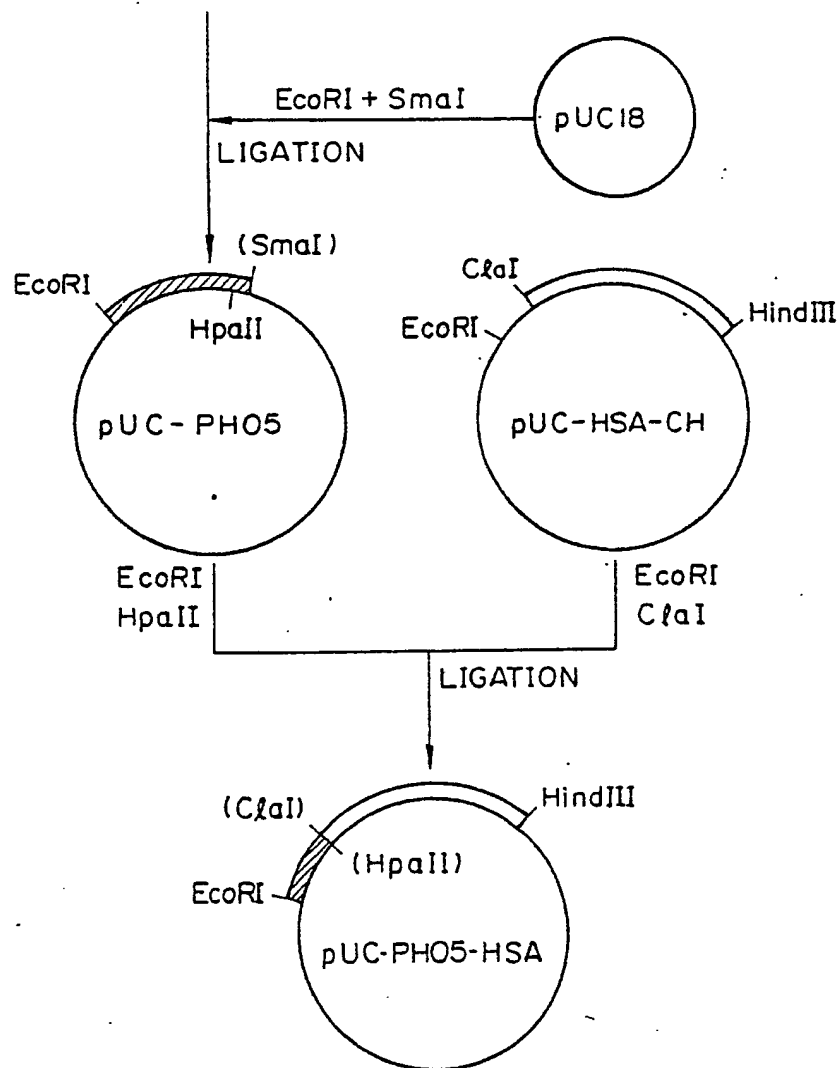 EcoRI + SmaI
pUC18
LIGATION
(SmaI)
EcoRI
HpaII
pUC-PHO5
ClaI
EcoRI
HindIII
pUC-HSA-CH
EcoRI
HpaII
EcoRI
ClaI
LIGATION
(ClaI)
HindIII
(HpaII)
EcoRI
pUC-PHO5-HSA